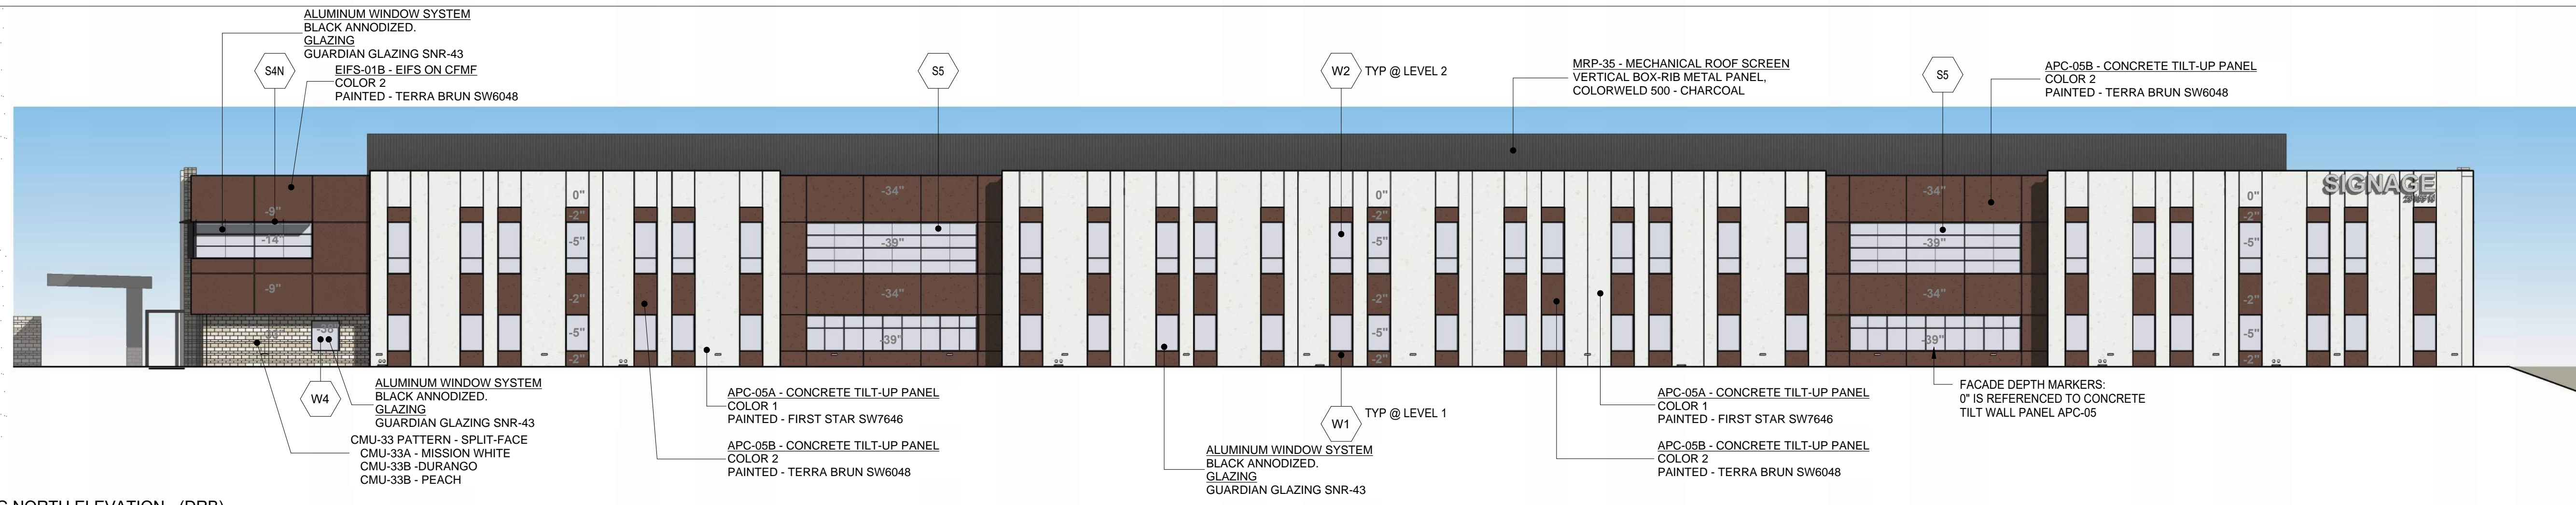 ALUMINUM WINDOW SYSTEM
BLACK ANNODIZED.
GLAZING
GUARDIAN GLAZING SNR-43
S4N
EIFS-01B - EIFS ON CFMF
COLOR 2
PAINTED - TERRA BRUN SW6048
S5
W2 TYP @ LEVEL 2
MRP-35 - MECHANICAL ROOF SCREEN
VERTICAL BOX-RIB METAL PANEL,
COLORWELD 500 - CHARCOAL
S5
APC-05B - CONCRETE TILT-UP PANEL
COLOR 2
PAINTED - TERRA BRUN SW6048
SIGNAGE
-9"
-14"
-9"
0"
-2"
-5"
-2"
-5"
-2"
-34"
-39"
-34"
-39"
0"
-2"
-5"
-2"
-5"
-2"
-34"
-39"
-34"
-39"
0"
-2"
-5"
-2"
-5"
-2"
W4
ALUMINUM WINDOW SYSTEM
BLACK ANNODIZED.
GLAZING
GUARDIAN GLAZING SNR-43
CMU-33 PATTERN - SPLIT-FACE
CMU-33A - MISSION WHITE
CMU-33B -DURANGO
CMU-33B - PEACH
APC-05A - CONCRETE TILT-UP PANEL
COLOR 1
PAINTED - FIRST STAR SW7646
APC-05B - CONCRETE TILT-UP PANEL
COLOR 2
PAINTED - TERRA BRUN SW6048
W1 TYP @ LEVEL 1
ALUMINUM WINDOW SYSTEM
BLACK ANNODIZED.
GLAZING
GUARDIAN GLAZING SNR-43
APC-05A - CONCRETE TILT-UP PANEL
COLOR 1
PAINTED - FIRST STAR SW7646
APC-05B - CONCRETE TILT-UP PANEL
COLOR 2
PAINTED - TERRA BRUN SW6048
FACADE DEPTH MARKERS:
0" IS REFERENCED TO CONCRETE
TILT WALL PANEL APC-05
NORTH ELEVATION - (DRB)